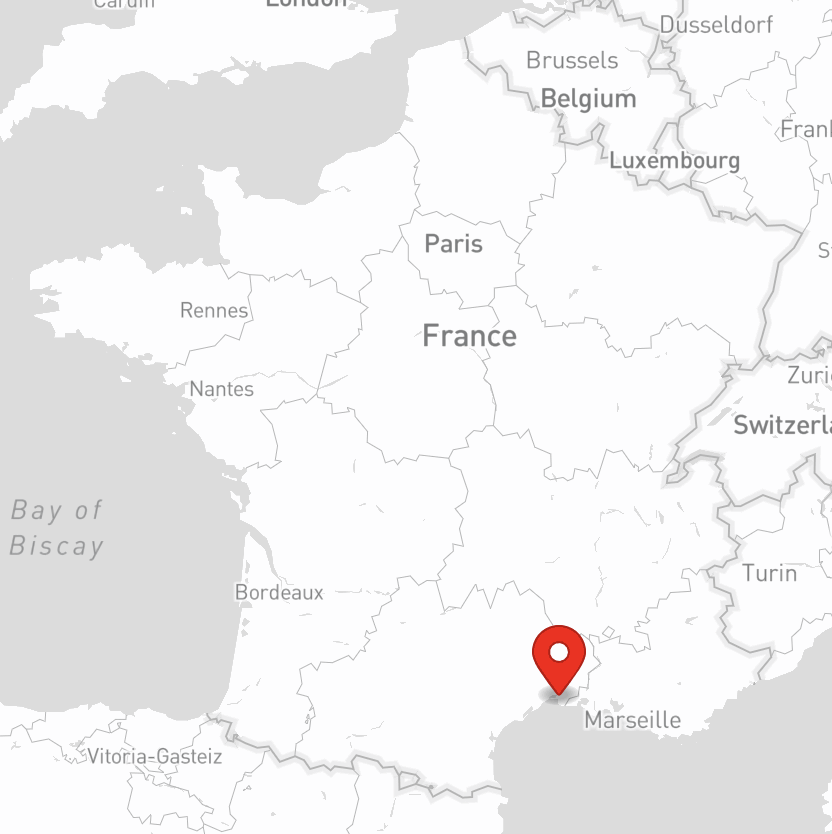 Cardiff
London
Dusseldorf
Brussels
Belgium
Frank
Luxembourg
Paris
St
Rennes
France
Nantes
Zuric
Switzerla
Bay of
Biscay
Turin
Bordeaux
Marseille
Vitoria-Gasteiz